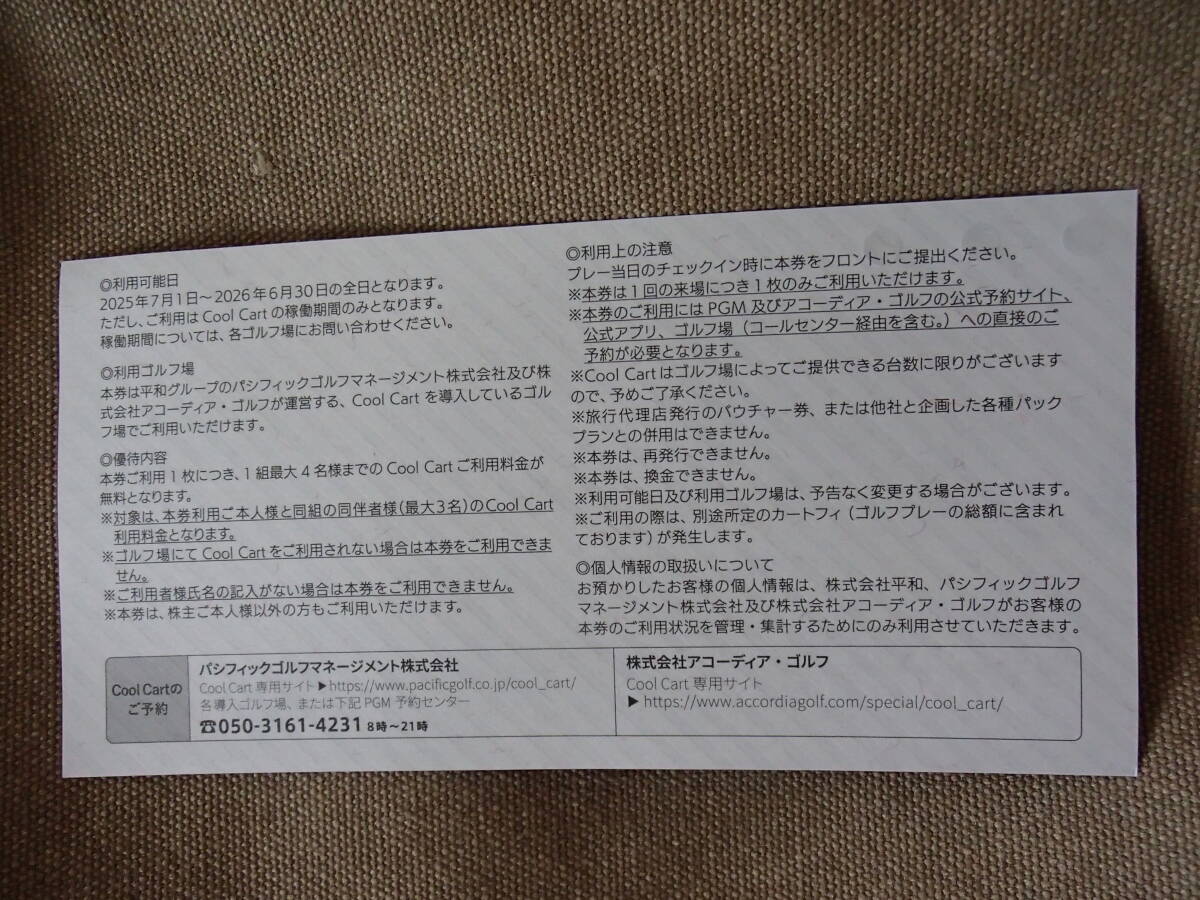 ◎利用可能日
2025年7月1日～2026年6月30日の全日となります。
ただし、ご利用は Cool Cart の稼働期間のみとなります。
稼働期間については、各ゴルフ場にお問い合わせください。
◎利用ゴルフ場
本券は平和グループのパシフィックゴルフマネージメント株式会社及び株
式会社アコーディア・ゴルフが運営する、Cool Cart を導入しているゴル
フ場でご利用いただけます。
◎優待内容
本券ご利用1枚につき、1組最大4名様までの Cool Cart ご利用料金が
無料となります。
※対象は、本券利用ご本人様と同組の同伴者様(最大3名)のCool Cart
利用料金となります。
※ゴルフ場にて Cool Cart をご利用されない場合は本券をご利用できま
せん。
※ご利用者様氏名の記入がない場合は本券をご利用できません。
※本券は、株主ご本人様以外の方もご利用いただけます。
◎利用上の注意
プレー当日のチェックイン時に本券をフロントにご提出ください。
※本券は1回の来場につき1枚のみご利用いただけます。
※本券のご利用には PGM 及びアコーディア・ゴルフの公式予約サイト、
公式アプリ、ゴルフ場(コールセンター経由を含む。)への直接のご
予約が必要となります。
※Cool Cart はゴルフ場によってご提供できる台数に限りがございます
ので、予めご了承ください。
※旅行代理店発行のバウチャー券、または他社と企画した各種パック
プランとの併用はできません。
※本券は、再発行できません。
※本券は、換金できません。
※利用可能日及び利用ゴルフ場は、予告なく変更する場合がございます。
※ご利用の際は、別途所定のカートフィ(ゴルフプレーの総額に含まれ
ております)が発生します。
◎個人情報の取扱いについて
お預かりしたお客様の個人情報は、株式会社平和、パシフィックゴルフ
マネージメント株式会社及び株式会社アコーディア・ゴルフがお客様の
本券のご利用状況を管理・集計するためにのみ利用させていただきます。
Cool Cartの
ご予約
パシフィックゴルフマネージメント株式会社
Cool Cart 専用サイト▶https://www.pacificgolf.co.jp/cool_cart/
各導入ゴルフ場、または下記 PGM 予約センター
☎050-3161-4231 8時～21時
株式会社アコーディア・ゴルフ
Cool Cart 専用サイト
▶ https://www.accordiagolf.com/special/cool_cart/